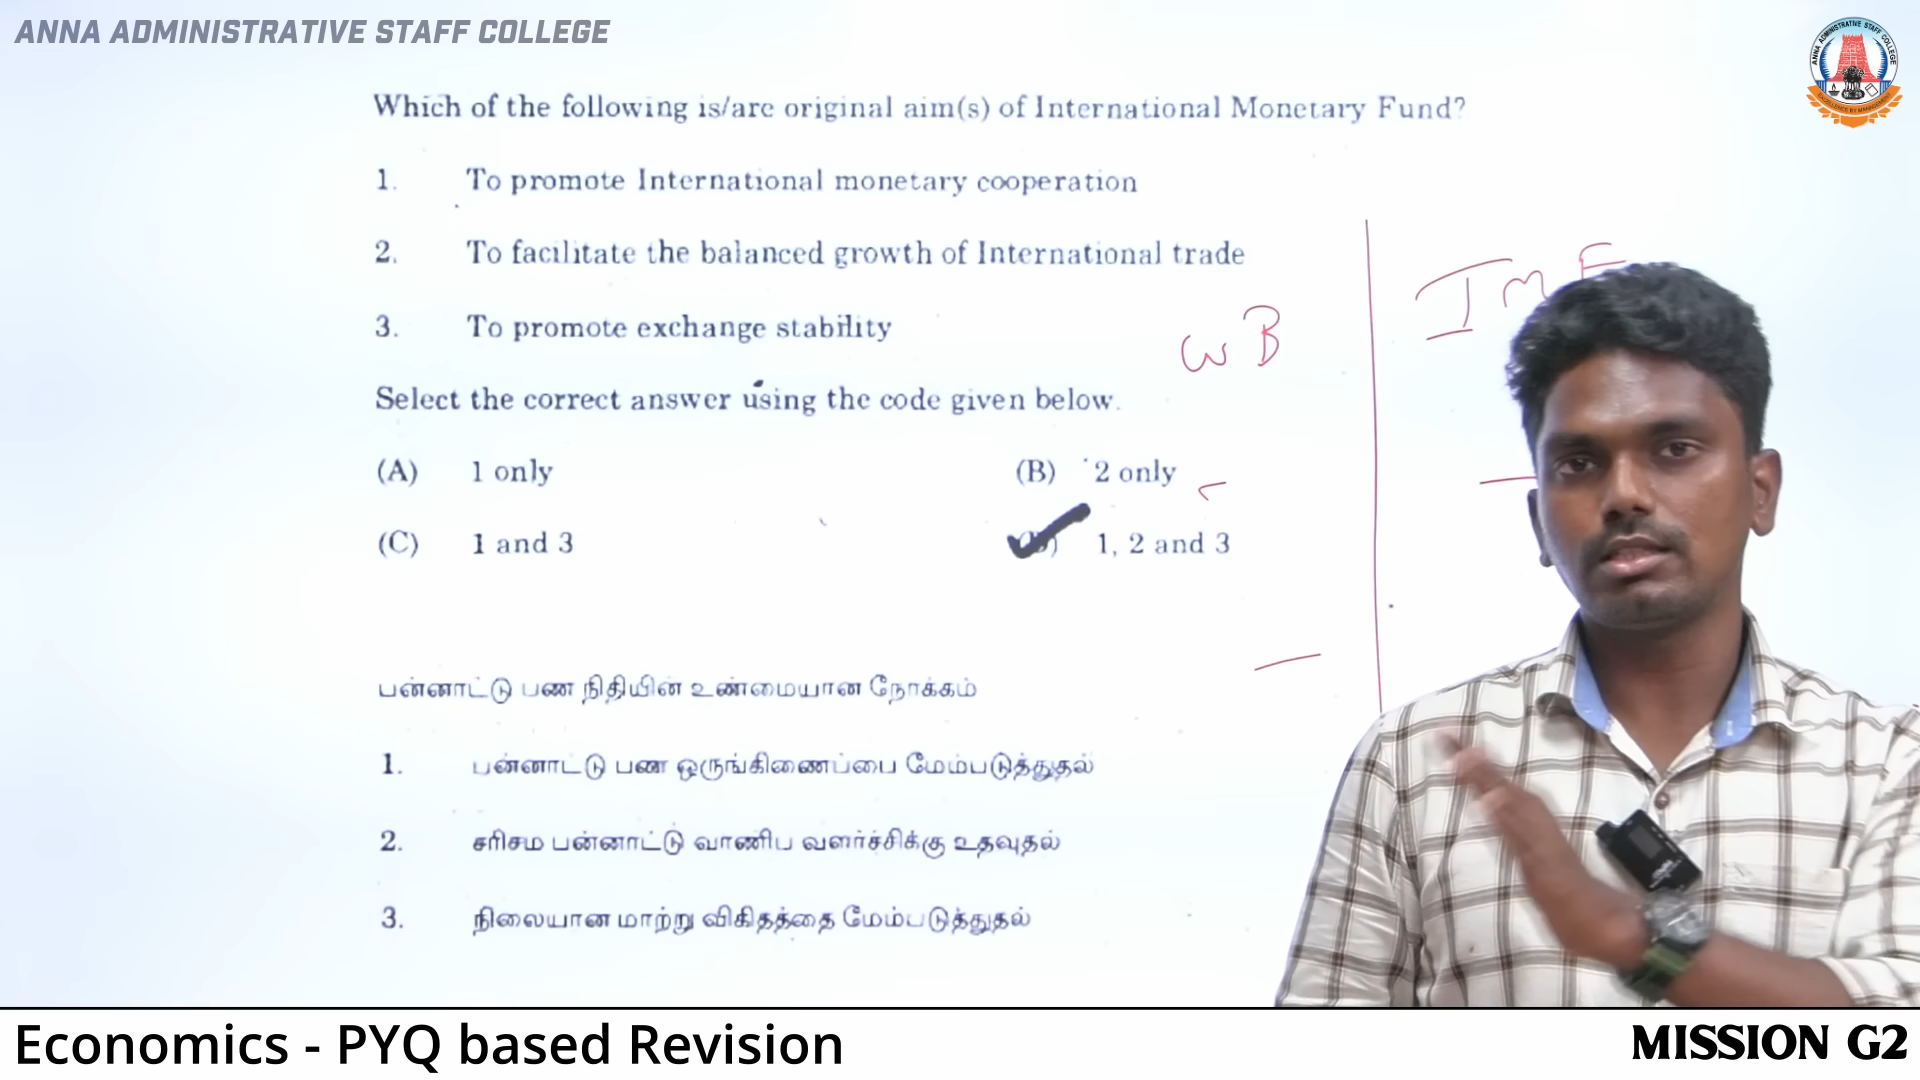 ANNA ADMINISTRATIVE STAFF COLLEGE
Which of the following is/are original aim(s) of International Monetary Fund?
1. To promote International monetary cooperation
2. To facilitate the balanced growth of International trade
3. To promote exchange stability
WB
IMF
Select the correct answer using the code given below.
(A) 1 only (B) 2 only
(C) 1 and 3 1, 2 and 3
பன்னாட்டு பண நிதியின் உண்மையான நோக்கம்
1. பன்னாட்டு பண ஒருங்கிணைப்பை மேம்படுத்துதல்
2. சரிசம பன்னாட்டு வாணிப வளர்ச்சிக்கு உதவுதல்
3. நிலையான மாற்று விகிதத்தை மேம்படுத்துதல்
Economics - PYQ based Revision
MISSION G2